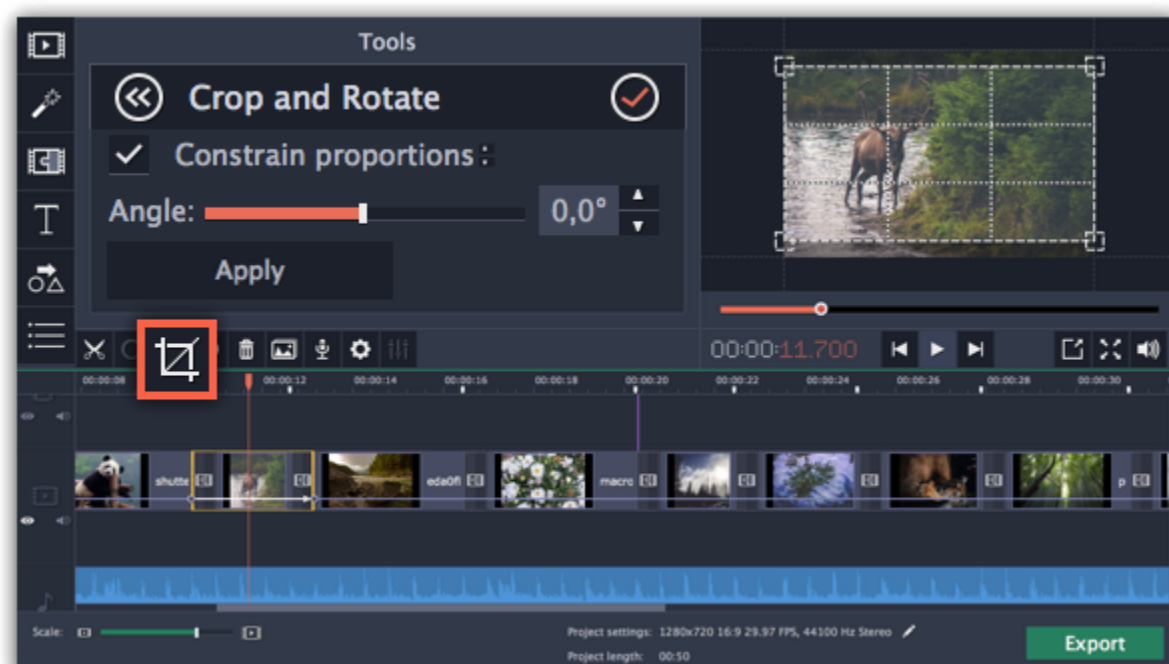 Tools
Crop and Rotate
Constrain proportions
Angle:
0,0°
Apply
00:00:11.700
00:00:08
00:00:12
00:00:14
00:00:16
00:00:18
00:00:20
00:00:22
00:00:24
00:00:26
00:00:28
00:00:30
shutte
eda0fl
macro
p
Scale:
Project settings: 1280x720 16:9 29.97 FPS, 44100 Hz Stereo
Project length: 00:50
Export